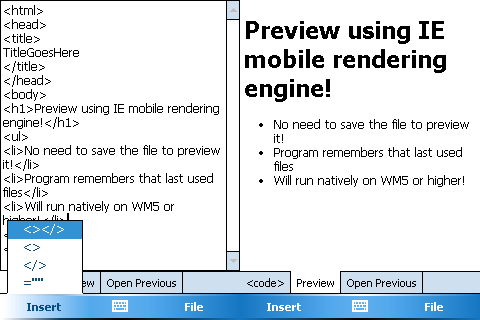 <html>
<head>
<title>
TitleGoesHere
</title>
</head>
<body>
<h1>Preview using IE mobile rendering
engine!</h1>
<ul>
<li>No need to save the file to preview
it!</li>
<li>Program remembers that last used
files</li>
<li>Will run natively on WM5 or
higher!</li>
<></>
<>
</>
=""
Open Previous
Insert
File
Preview using IE
mobile rendering
engine!
• No need to save the file to preview
it!
• Program remembers that last used
files
• Will run natively on WM5 or higher!
<code>
Preview
Open Previous
Insert
File